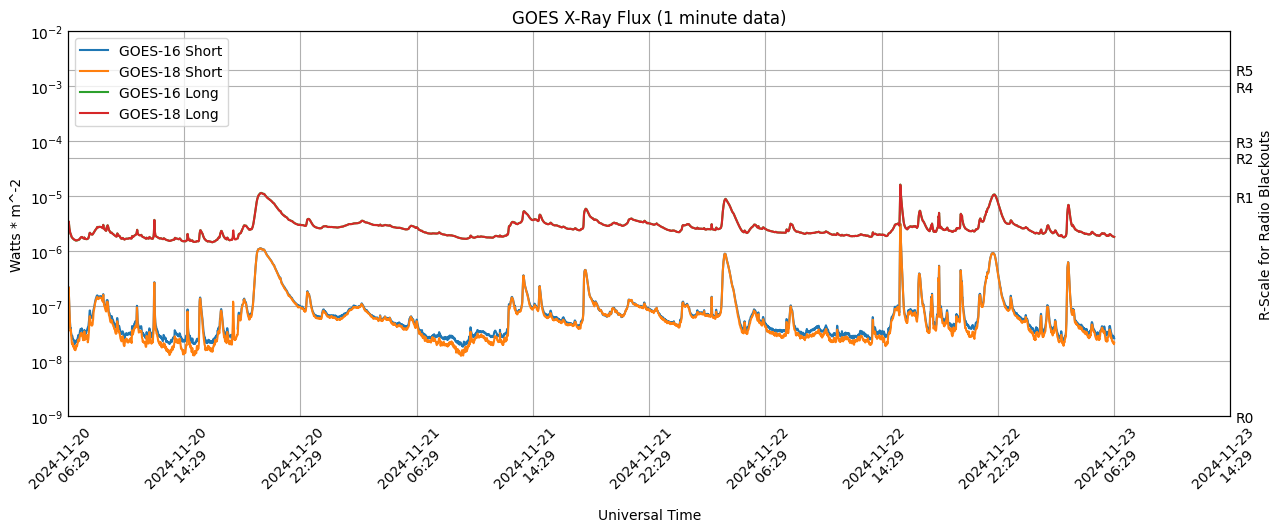 GOES X-Ray Flux (1 minute data)
GOES-16 Short
GOES-18 Short
GOES-16 Long
GOES-18 Long
Watts * m^-2
10⁻²
10⁻³
10⁻⁴
10⁻⁵
10⁻⁶
10⁻⁷
10⁻⁸
10⁻⁹
R5
R4
R3
R2
R1
R0
R-Scale for Radio Blackouts
2024-11-20
06:29
2024-11-20
14:29
2024-11-20
22:29
2024-11-21
06:29
2024-11-21
14:29
2024-11-21
22:29
2024-11-22
06:29
2024-11-22
14:29
2024-11-22
22:29
2024-11-23
06:29
2024-11-23
14:29
Universal Time